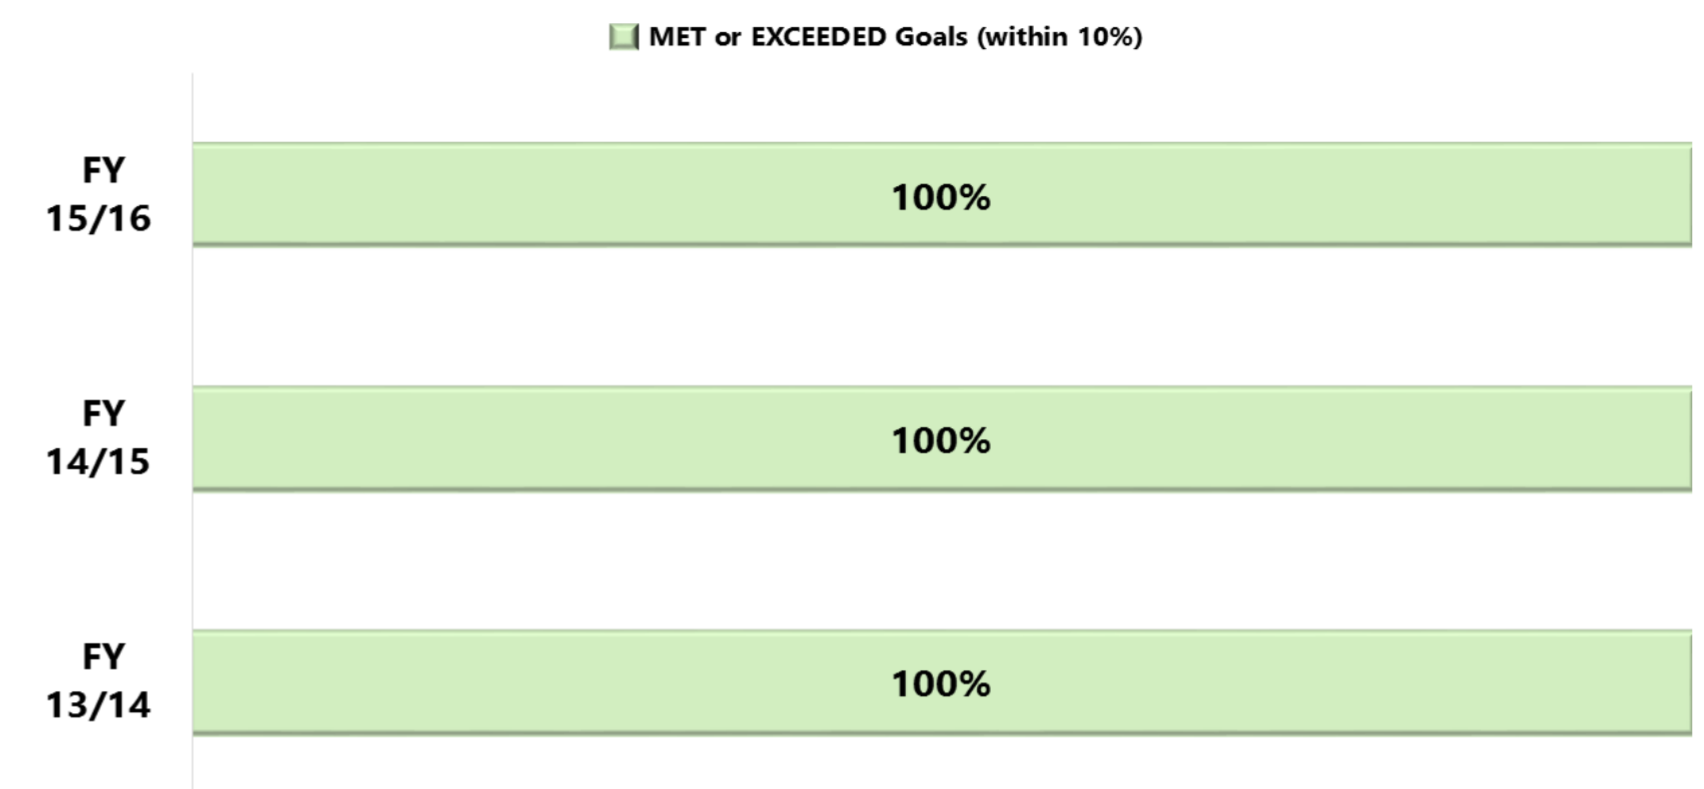 MET or EXCEEDED Goals (within 10%)
FY
15/16
100%
FY
14/15
100%
FY
13/14
100%